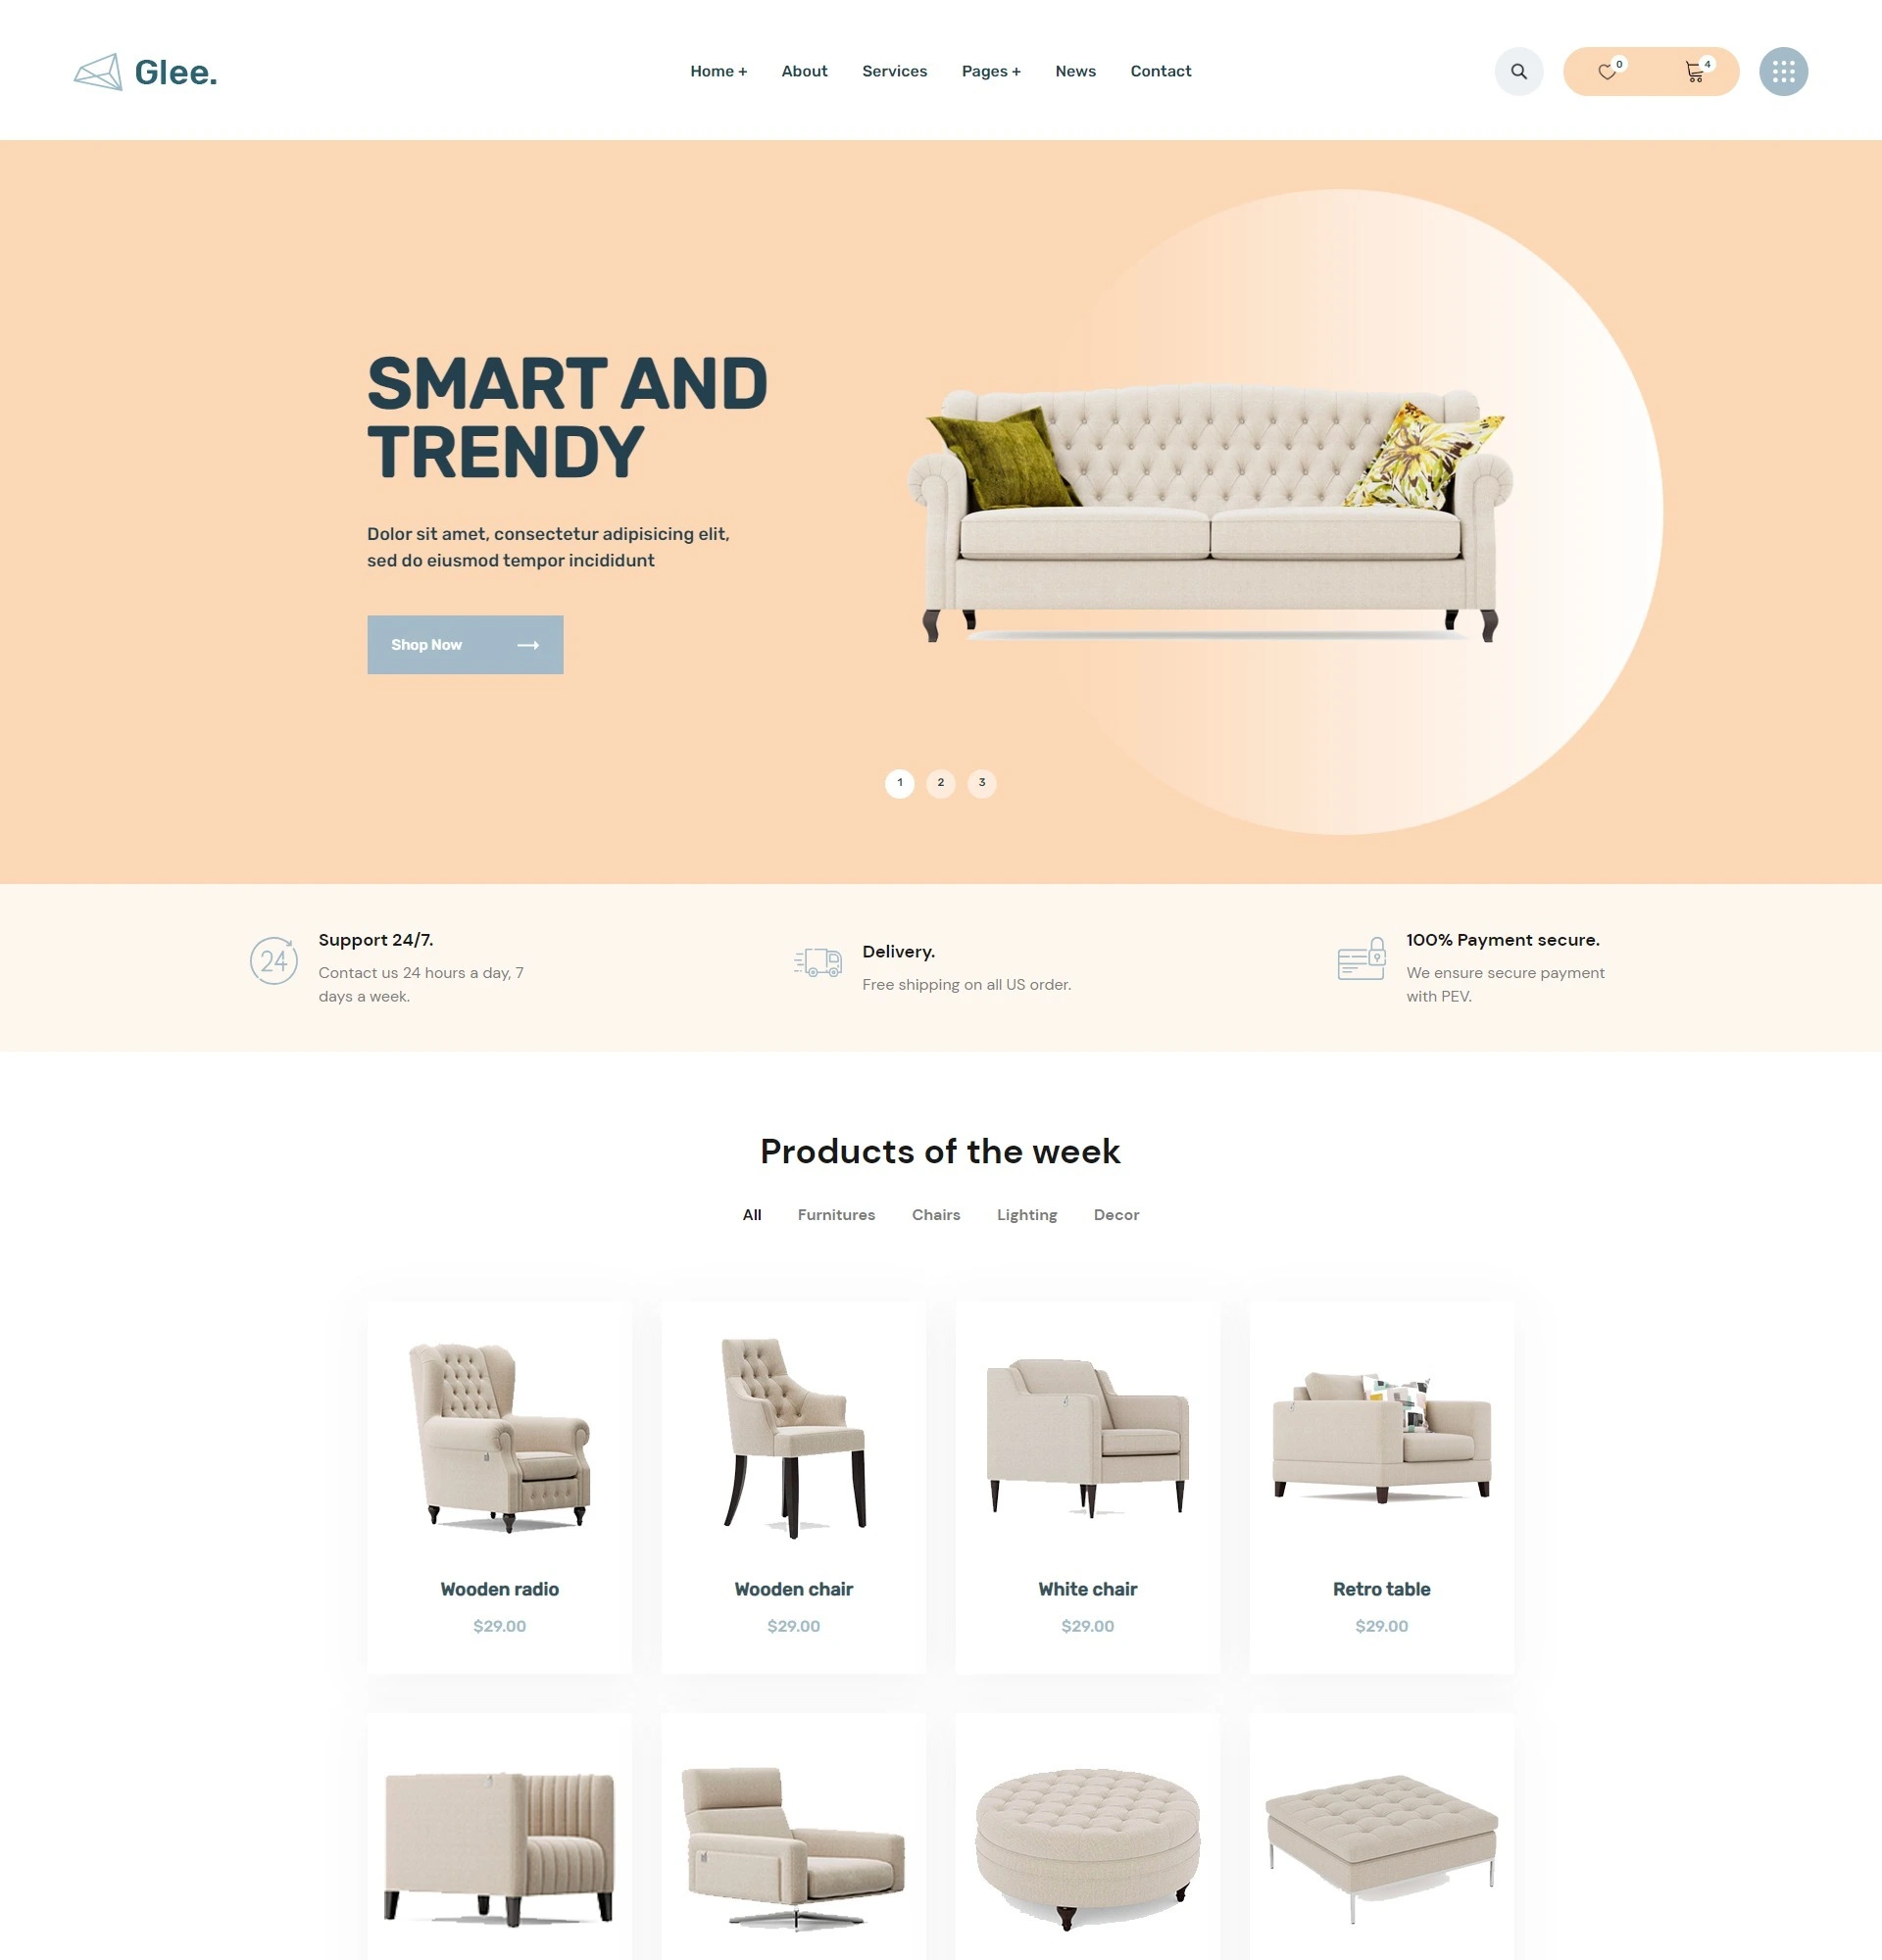 Glee.
Home + About Services Pages + News Contact
0 4
SMART AND
TRENDY
Dolor sit amet, consectetur adipisicing elit,
sed do eiusmod tempor incididunt
Shop Now
1 2 3
24
Support 24/7.
Contact us 24 hours a day, 7
days a week.
Delivery.
Free shipping on all US order.
100% Payment secure.
We ensure secure payment
with PEV.
Products of the week
All Furnitures Chairs Lighting Decor
Wooden radio
$29.00
Wooden chair
$29.00
White chair
$29.00
Retro table
$29.00